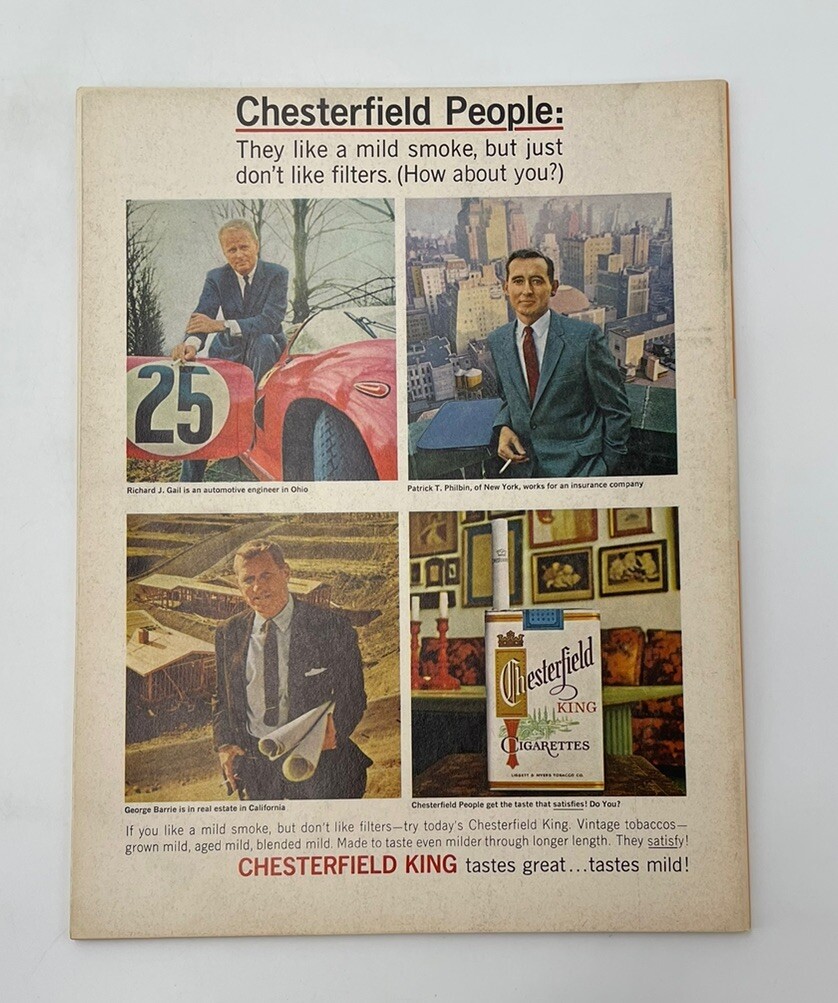 Chesterfield People:
They like a mild smoke, but just
don't like filters. (How about you?)
25
Richard J. Gail is an automotive engineer in Ohio
Patrick T. Philbin, of New York, works for an insurance company
Chesterfield
KING
CIGARETTES
LIGGETT & MYERS TOBACCO CO.
George Barrie is in real estate in California
Chesterfield People get the taste that satisfies! Do You?
If you like a mild smoke, but don't like filters—try today's Chesterfield King. Vintage tobaccos—
grown mild, aged mild, blended mild. Made to taste even milder through longer length. They satisfy!
CHESTERFIELD KING tastes great...tastes mild!